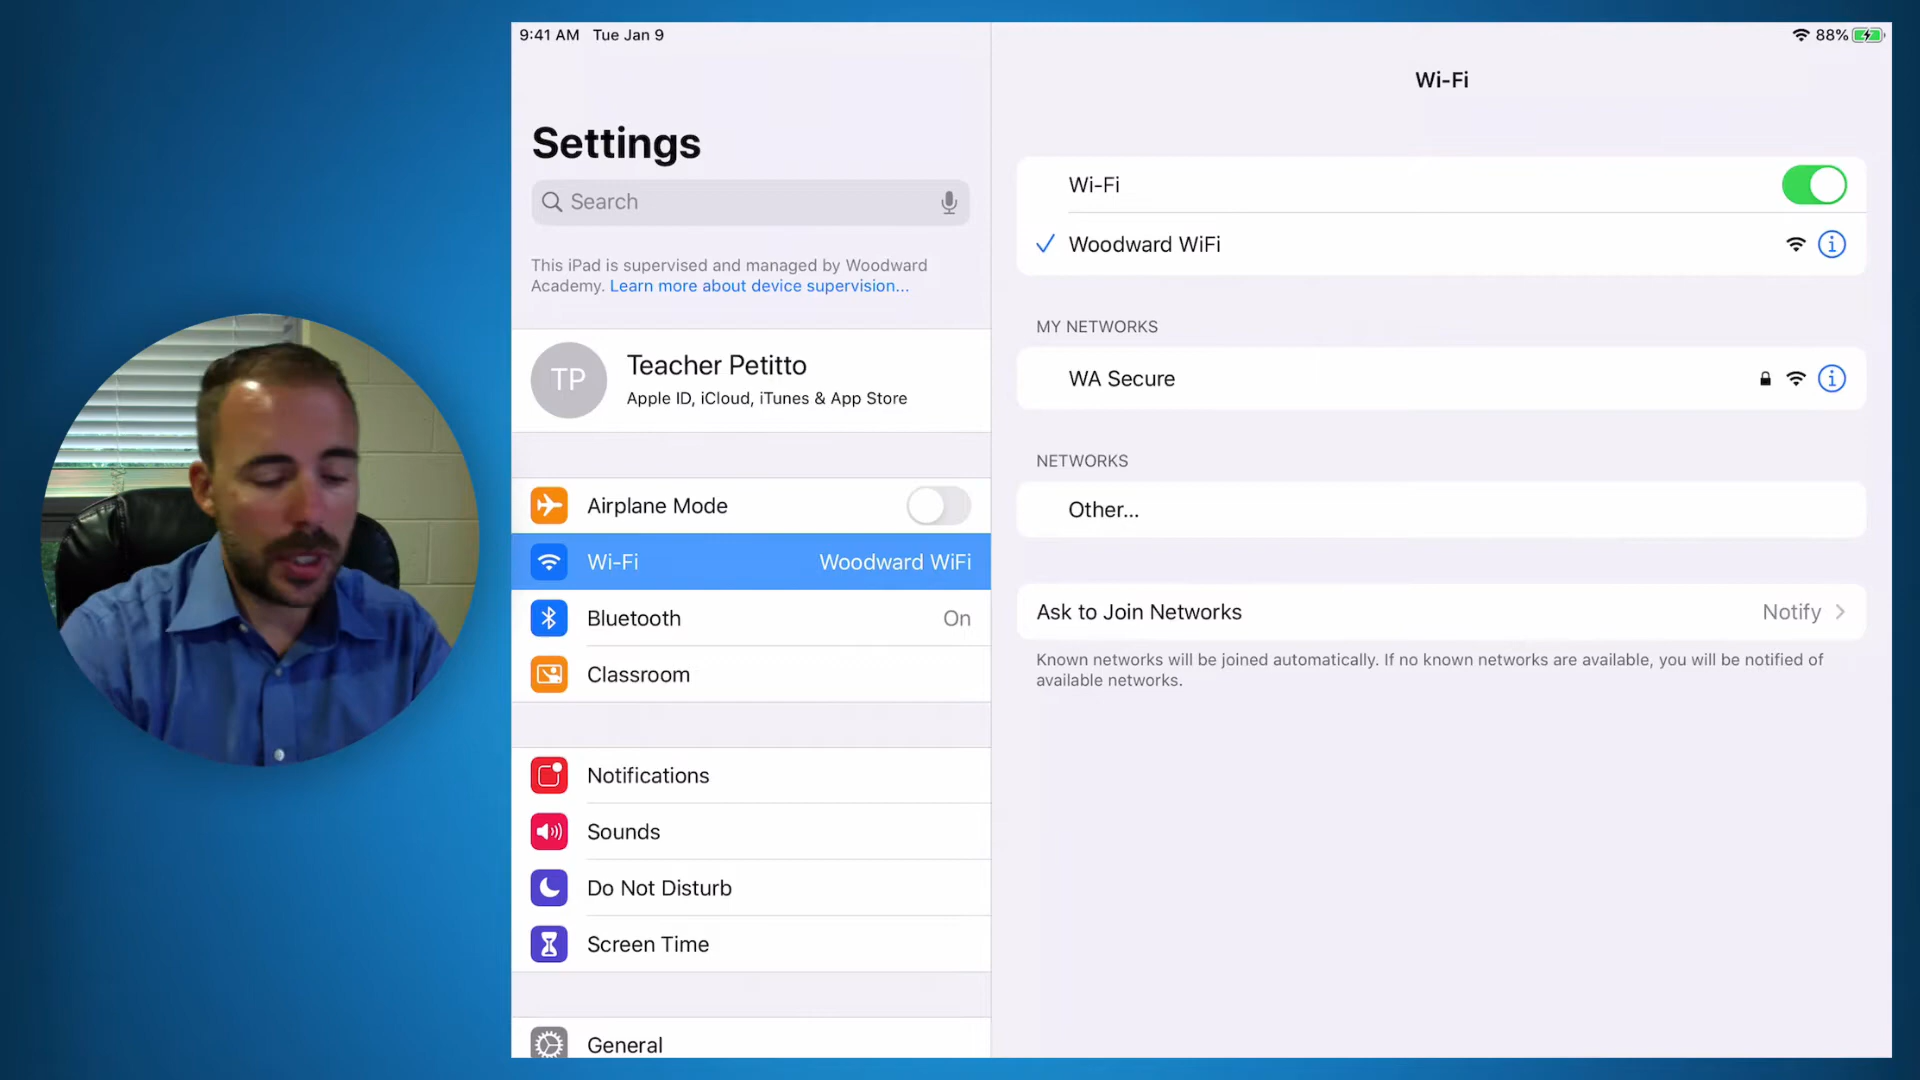 9:41 AM Tue Jan 9
88%
Settings
Search
This iPad is supervised and managed by Woodward
Academy. Learn more about device supervision...
TP
Teacher Petitto
Apple ID, iCloud, iTunes & App Store
Airplane Mode
Wi-Fi Woodward WiFi
Bluetooth On
Classroom
Notifications
Sounds
Do Not Disturb
Screen Time
General
Wi-Fi
Wi-Fi
Woodward WiFi
MY NETWORKS
WA Secure
NETWORKS
Other...
Ask to Join Networks Notify
Known networks will be joined automatically. If no known networks are available, you will be notified of
available networks.